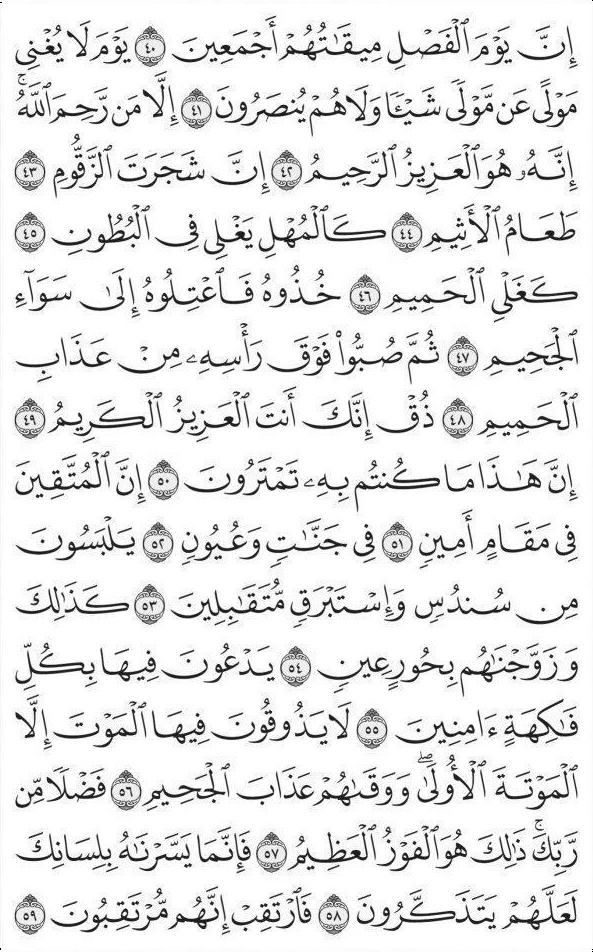 إِنَّ يَوْمَ ٱلْفَصْلِ مِيقَٰتُهُمْ أَجْمَعِينَ ٤٠ يَوْمَ لَا يُغْنِى
مَوْلًى عَن مَّوْلًى شَيْـًٔا وَلَا هُمْ يُنصَرُونَ ٤١ إِلَّا مَن رَّحِمَ ٱللَّهُ ۚ
إِنَّهُۥ هُوَ ٱلْعَزِيزُ ٱلرَّحِيمُ ٤٢ إِنَّ شَجَرَتَ ٱلزَّقُّومِ ٤٣
طَعَامُ ٱلْأَثِيمِ ٤٤ كَٱلْمُهْلِ يَغْلِى فِى ٱلْبُطُونِ ٤٥
كَغَلْىِ ٱلْحَمِيمِ ٤٦ خُذُوهُ فَٱعْتِلُوهُ إِلَىٰ سَوَآءِ
ٱلْجَحِيمِ ٤٧ ثُمَّ صُبُّوا۟ فَوْقَ رَأْسِهِۦ مِنْ عَذَابِ
ٱلْحَمِيمِ ٤٨ ذُقْ إِنَّكَ أَنتَ ٱلْعَزِيزُ ٱلْكَرِيمُ ٤٩
إِنَّ هَٰذَا مَا كُنتُم بِهِۦ تَمْتَرُونَ ٥٠ إِنَّ ٱلْمُتَّقِينَ
فِى مَقَامٍ أَمِينٍ ٥١ فِى جَنَّٰتٍ وَعُيُونٍ ٥٢ يَلْبَسُونَ
مِن سُندُسٍ وَإِسْتَبْرَقٍ مُّتَقَٰبِلِينَ ٥٣ كَذَٰلِكَ
وَزَوَّجْنَٰهُم بِحُورٍ عِينٍ ٥٤ يَدْعُونَ فِيهَا بِكُلِّ
فَٰكِهَةٍ ءَامِنِينَ ٥٥ لَا يَذُوقُونَ فِيهَا ٱلْمَوْتَ إِلَّا
ٱلْمَوْتَةَ ٱلْأُولَىٰ ۖ وَوَقَىٰهُمْ عَذَابَ ٱلْجَحِيمِ ٥٦ فَضْلًا مِّن
رَّبِّكَ ۚ ذَٰلِكَ هُوَ ٱلْفَوْزُ ٱلْعَظِيمُ ٥٧ فَإِنَّمَا يَسَّرْنَٰهُ بِلِسَانِكَ
لَعَلَّهُمْ يَتَذَكَّرُونَ ٥٨ فَٱرْتَقِبْ إِنَّهُم مُّرْتَقِبُونَ ٥٩